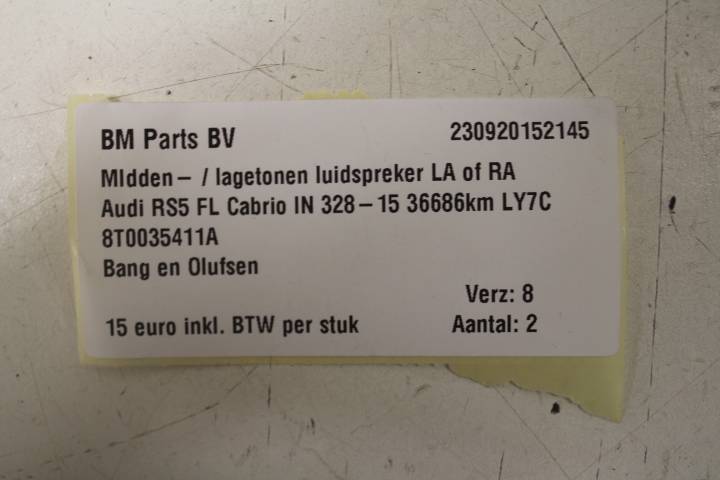 BM Parts BV 230920152145
MIdden- / lagetonen luidspreker LA of RA
Audi RS5 FL Cabrio IN 328-15 36686km LY7C
8T0035411A
Bang en Olufsen
Verz: 8
15 euro inkl. BTW per stuk Aantal: 2